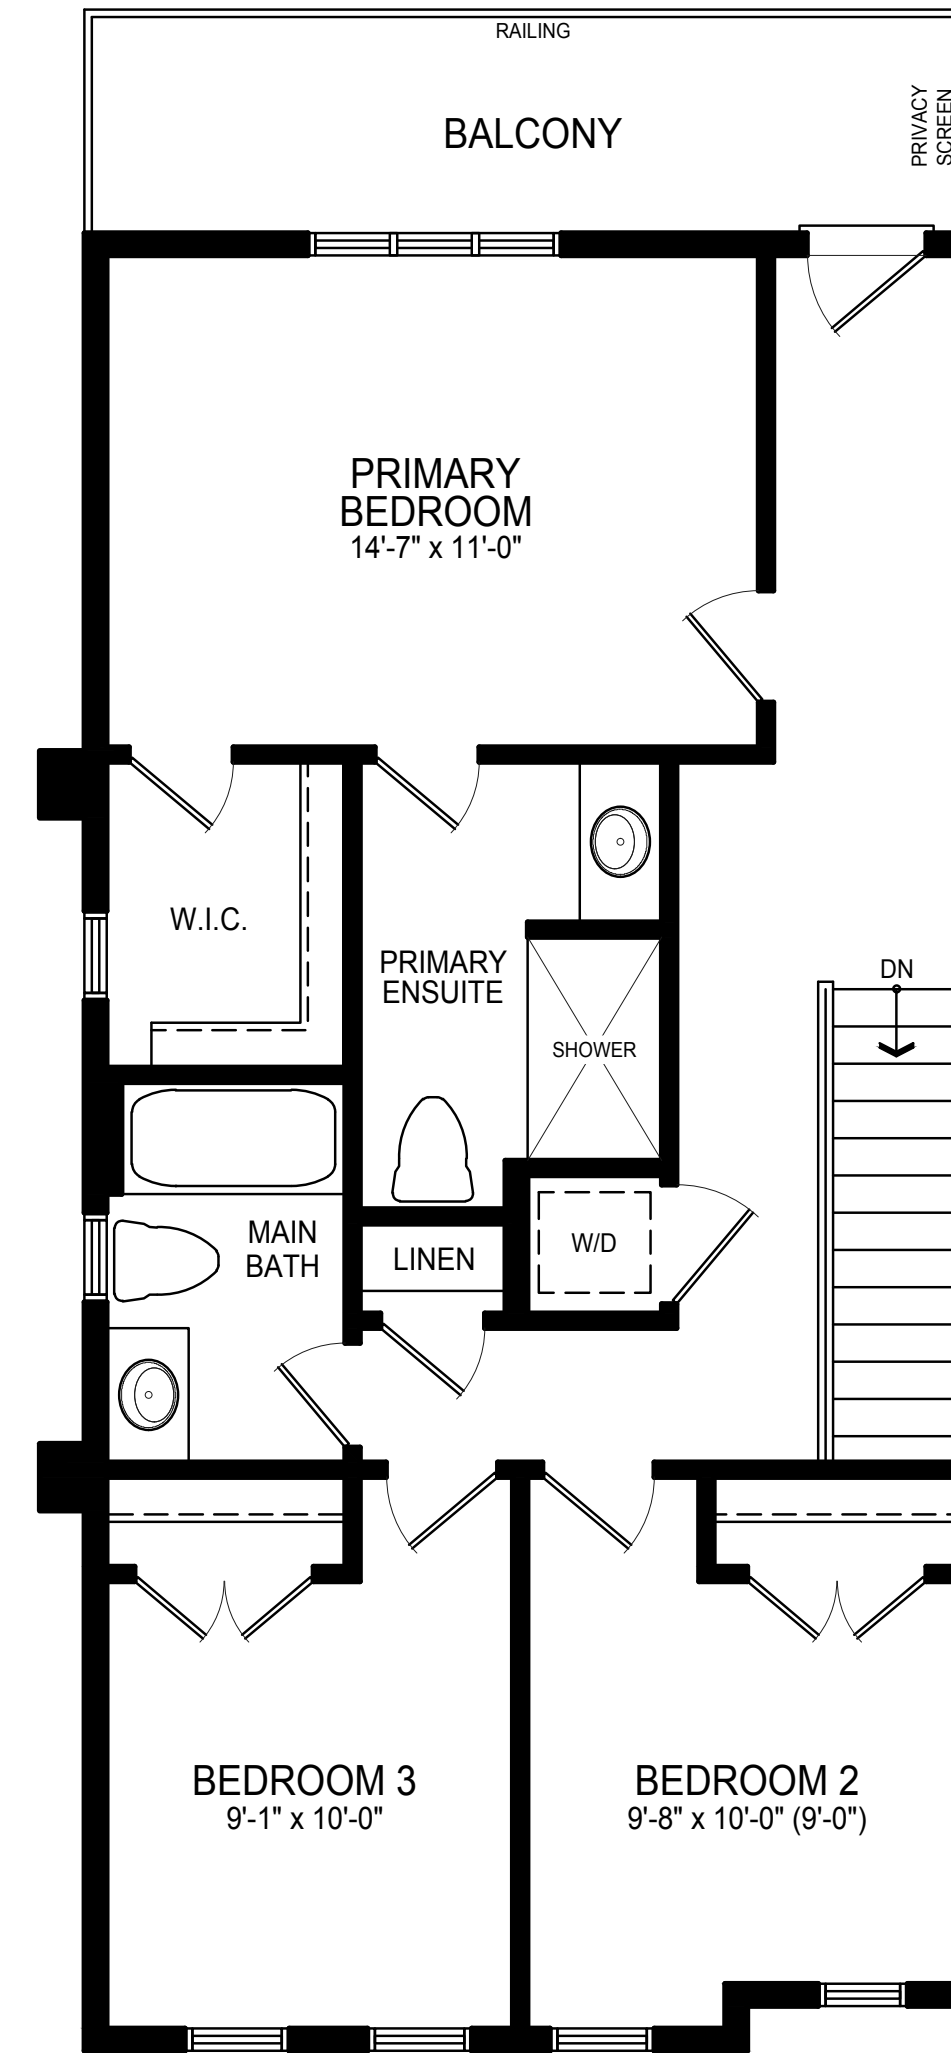 RAILING
BALCONY
PRIVACY
SCREEN
PRIMARY
BEDROOM
14'-7" x 11'-0"
W.I.C.
PRIMARY
ENSUITE
SHOWER
DN
MAIN
BATH
LINEN
W/D
BEDROOM 3
9'-1" x 10'-0"
BEDROOM 2
9'-8" x 10'-0" (9'-0")